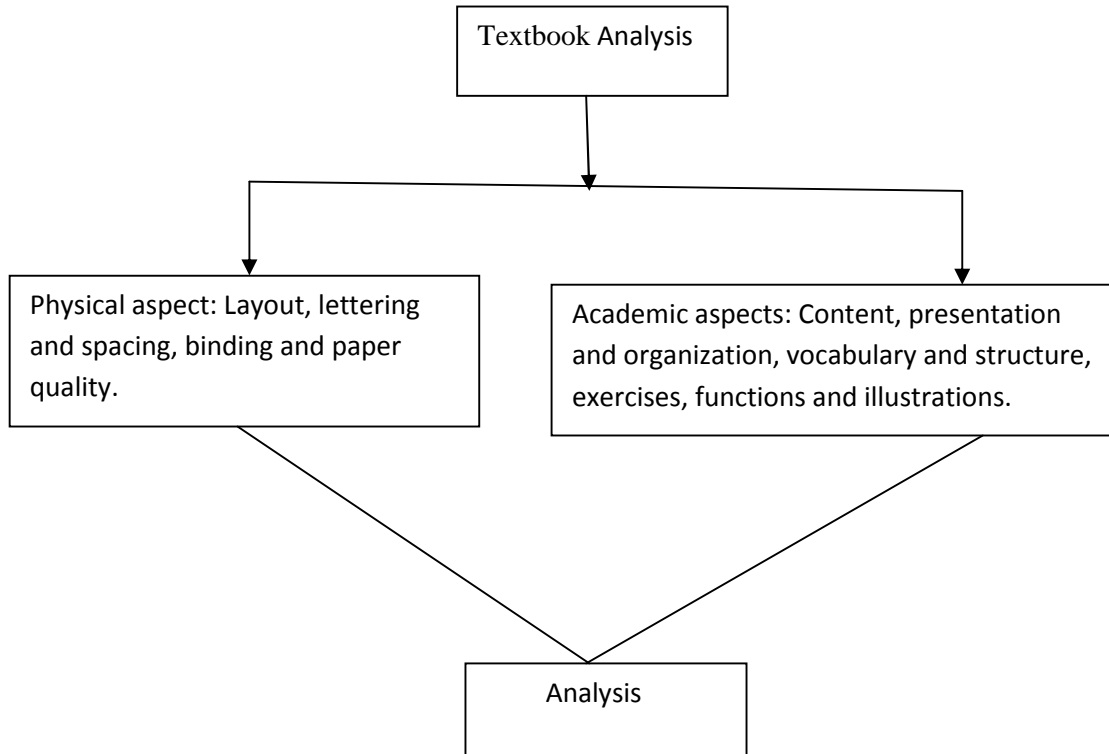 Textbook Analysis
Physical aspect: Layout, lettering
and spacing, binding and paper
quality.
Academic aspects: Content, presentation
and organization, vocabulary and structure,
exercises, functions and illustrations.
Analysis